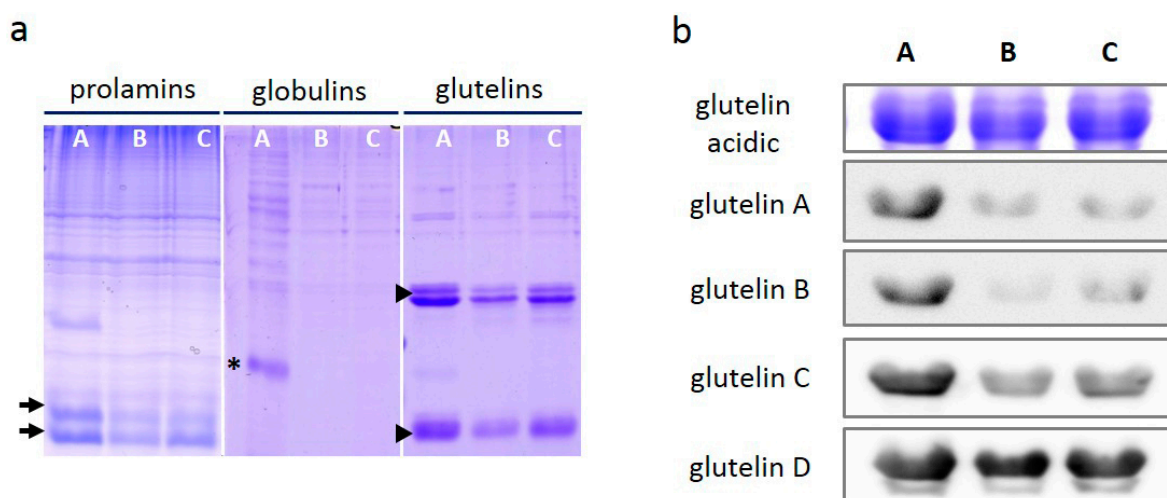 a
prolamins globulins glutelins
A B C A B C A B C
*
b
A B C
glutelin
acidic
glutelin A
glutelin B
glutelin C
glutelin D